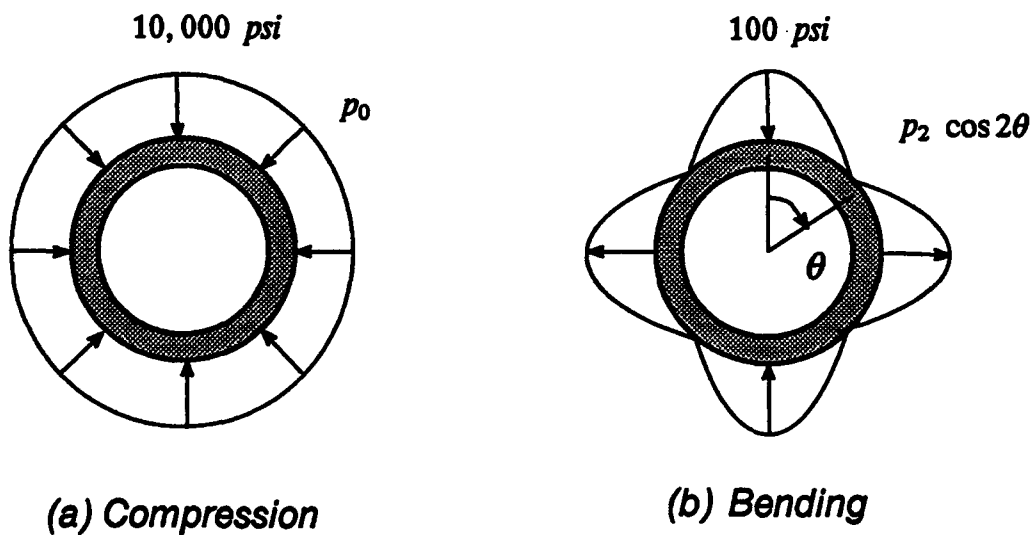 10,000 psi
p₀
(a) Compression
100 psi
p₂ cos 2θ
θ
(b) Bending